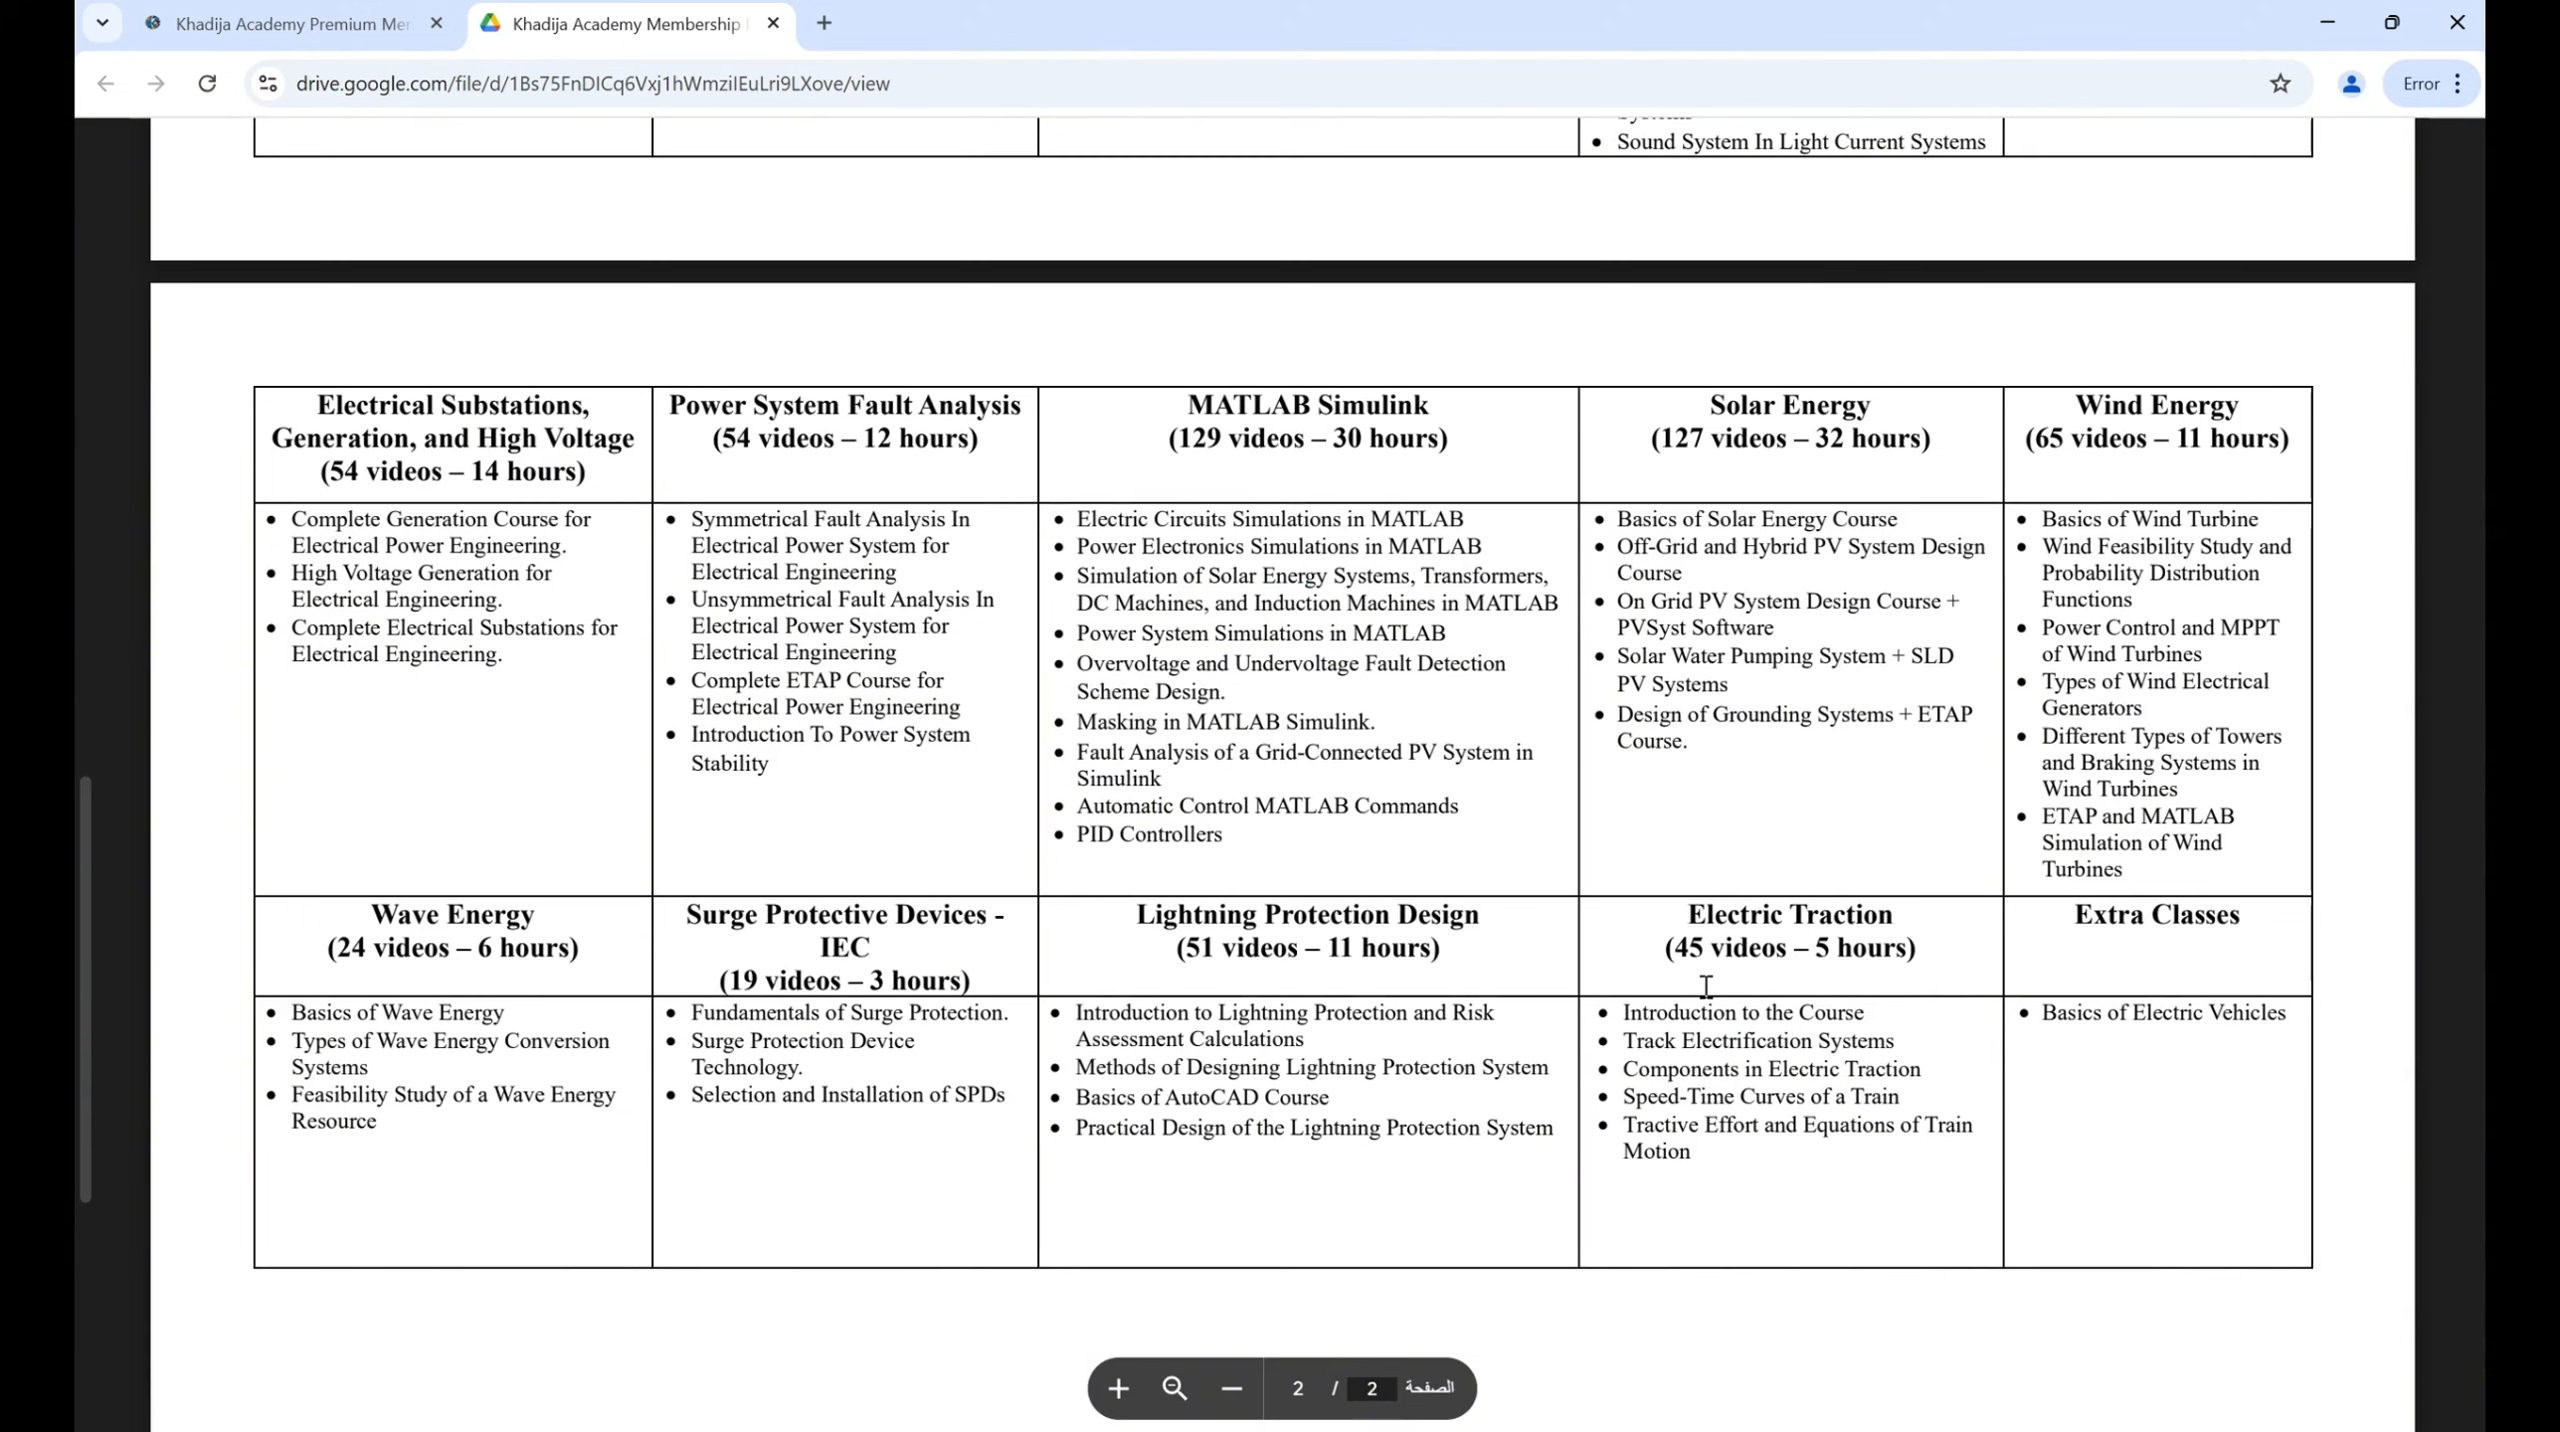 Khadija Academy Premium Mer
Khadija Academy Membership
drive.google.com/file/d/1Bs75FnDICq6Vxj1hWmziIEuLri9LXove/view
Error
Sound System In Light Current Systems
Electrical Substations,
Generation, and High Voltage
(54 videos – 14 hours)
Power System Fault Analysis
(54 videos – 12 hours)
MATLAB Simulink
(129 videos – 30 hours)
Solar Energy
(127 videos – 32 hours)
Wind Energy
(65 videos – 11 hours)
• Complete Generation Course for
Electrical Power Engineering.
• High Voltage Generation for
Electrical Engineering.
• Complete Electrical Substations for
Electrical Engineering.
• Symmetrical Fault Analysis In
Electrical Power System for
Electrical Engineering
• Unsymmetrical Fault Analysis In
Electrical Power System for
Electrical Engineering
• Complete ETAP Course for
Electrical Power Engineering
• Introduction To Power System
Stability
• Electric Circuits Simulations in MATLAB
• Power Electronics Simulations in MATLAB
• Simulation of Solar Energy Systems, Transformers,
DC Machines, and Induction Machines in MATLAB
• Power System Simulations in MATLAB
• Overvoltage and Undervoltage Fault Detection
Scheme Design.
• Masking in MATLAB Simulink.
• Fault Analysis of a Grid-Connected PV System in
Simulink
• Automatic Control MATLAB Commands
• PID Controllers
• Basics of Solar Energy Course
• Off-Grid and Hybrid PV System Design
Course
• On Grid PV System Design Course +
PVSyst Software
• Solar Water Pumping System + SLD
PV Systems
• Design of Grounding Systems + ETAP
Course.
• Basics of Wind Turbine
• Wind Feasibility Study and
Probability Distribution
Functions
• Power Control and MPPT
of Wind Turbines
• Types of Wind Electrical
Generators
• Different Types of Towers
and Braking Systems in
Wind Turbines
• ETAP and MATLAB
Simulation of Wind
Turbines
Wave Energy
(24 videos – 6 hours)
Surge Protective Devices -
IEC
(19 videos – 3 hours)
Lightning Protection Design
(51 videos – 11 hours)
Electric Traction
(45 videos – 5 hours)
Extra Classes
• Basics of Wave Energy
• Types of Wave Energy Conversion
Systems
• Feasibility Study of a Wave Energy
Resource
• Fundamentals of Surge Protection.
• Surge Protection Device
Technology.
• Selection and Installation of SPDs
• Introduction to Lightning Protection and Risk
Assessment Calculations
• Methods of Designing Lightning Protection System
• Basics of AutoCAD Course
• Practical Design of the Lightning Protection System
• Introduction to the Course
• Track Electrification Systems
• Components in Electric Traction
• Speed-Time Curves of a Train
• Tractive Effort and Equations of Train
Motion
• Basics of Electric Vehicles
2 / 2 الصفحة